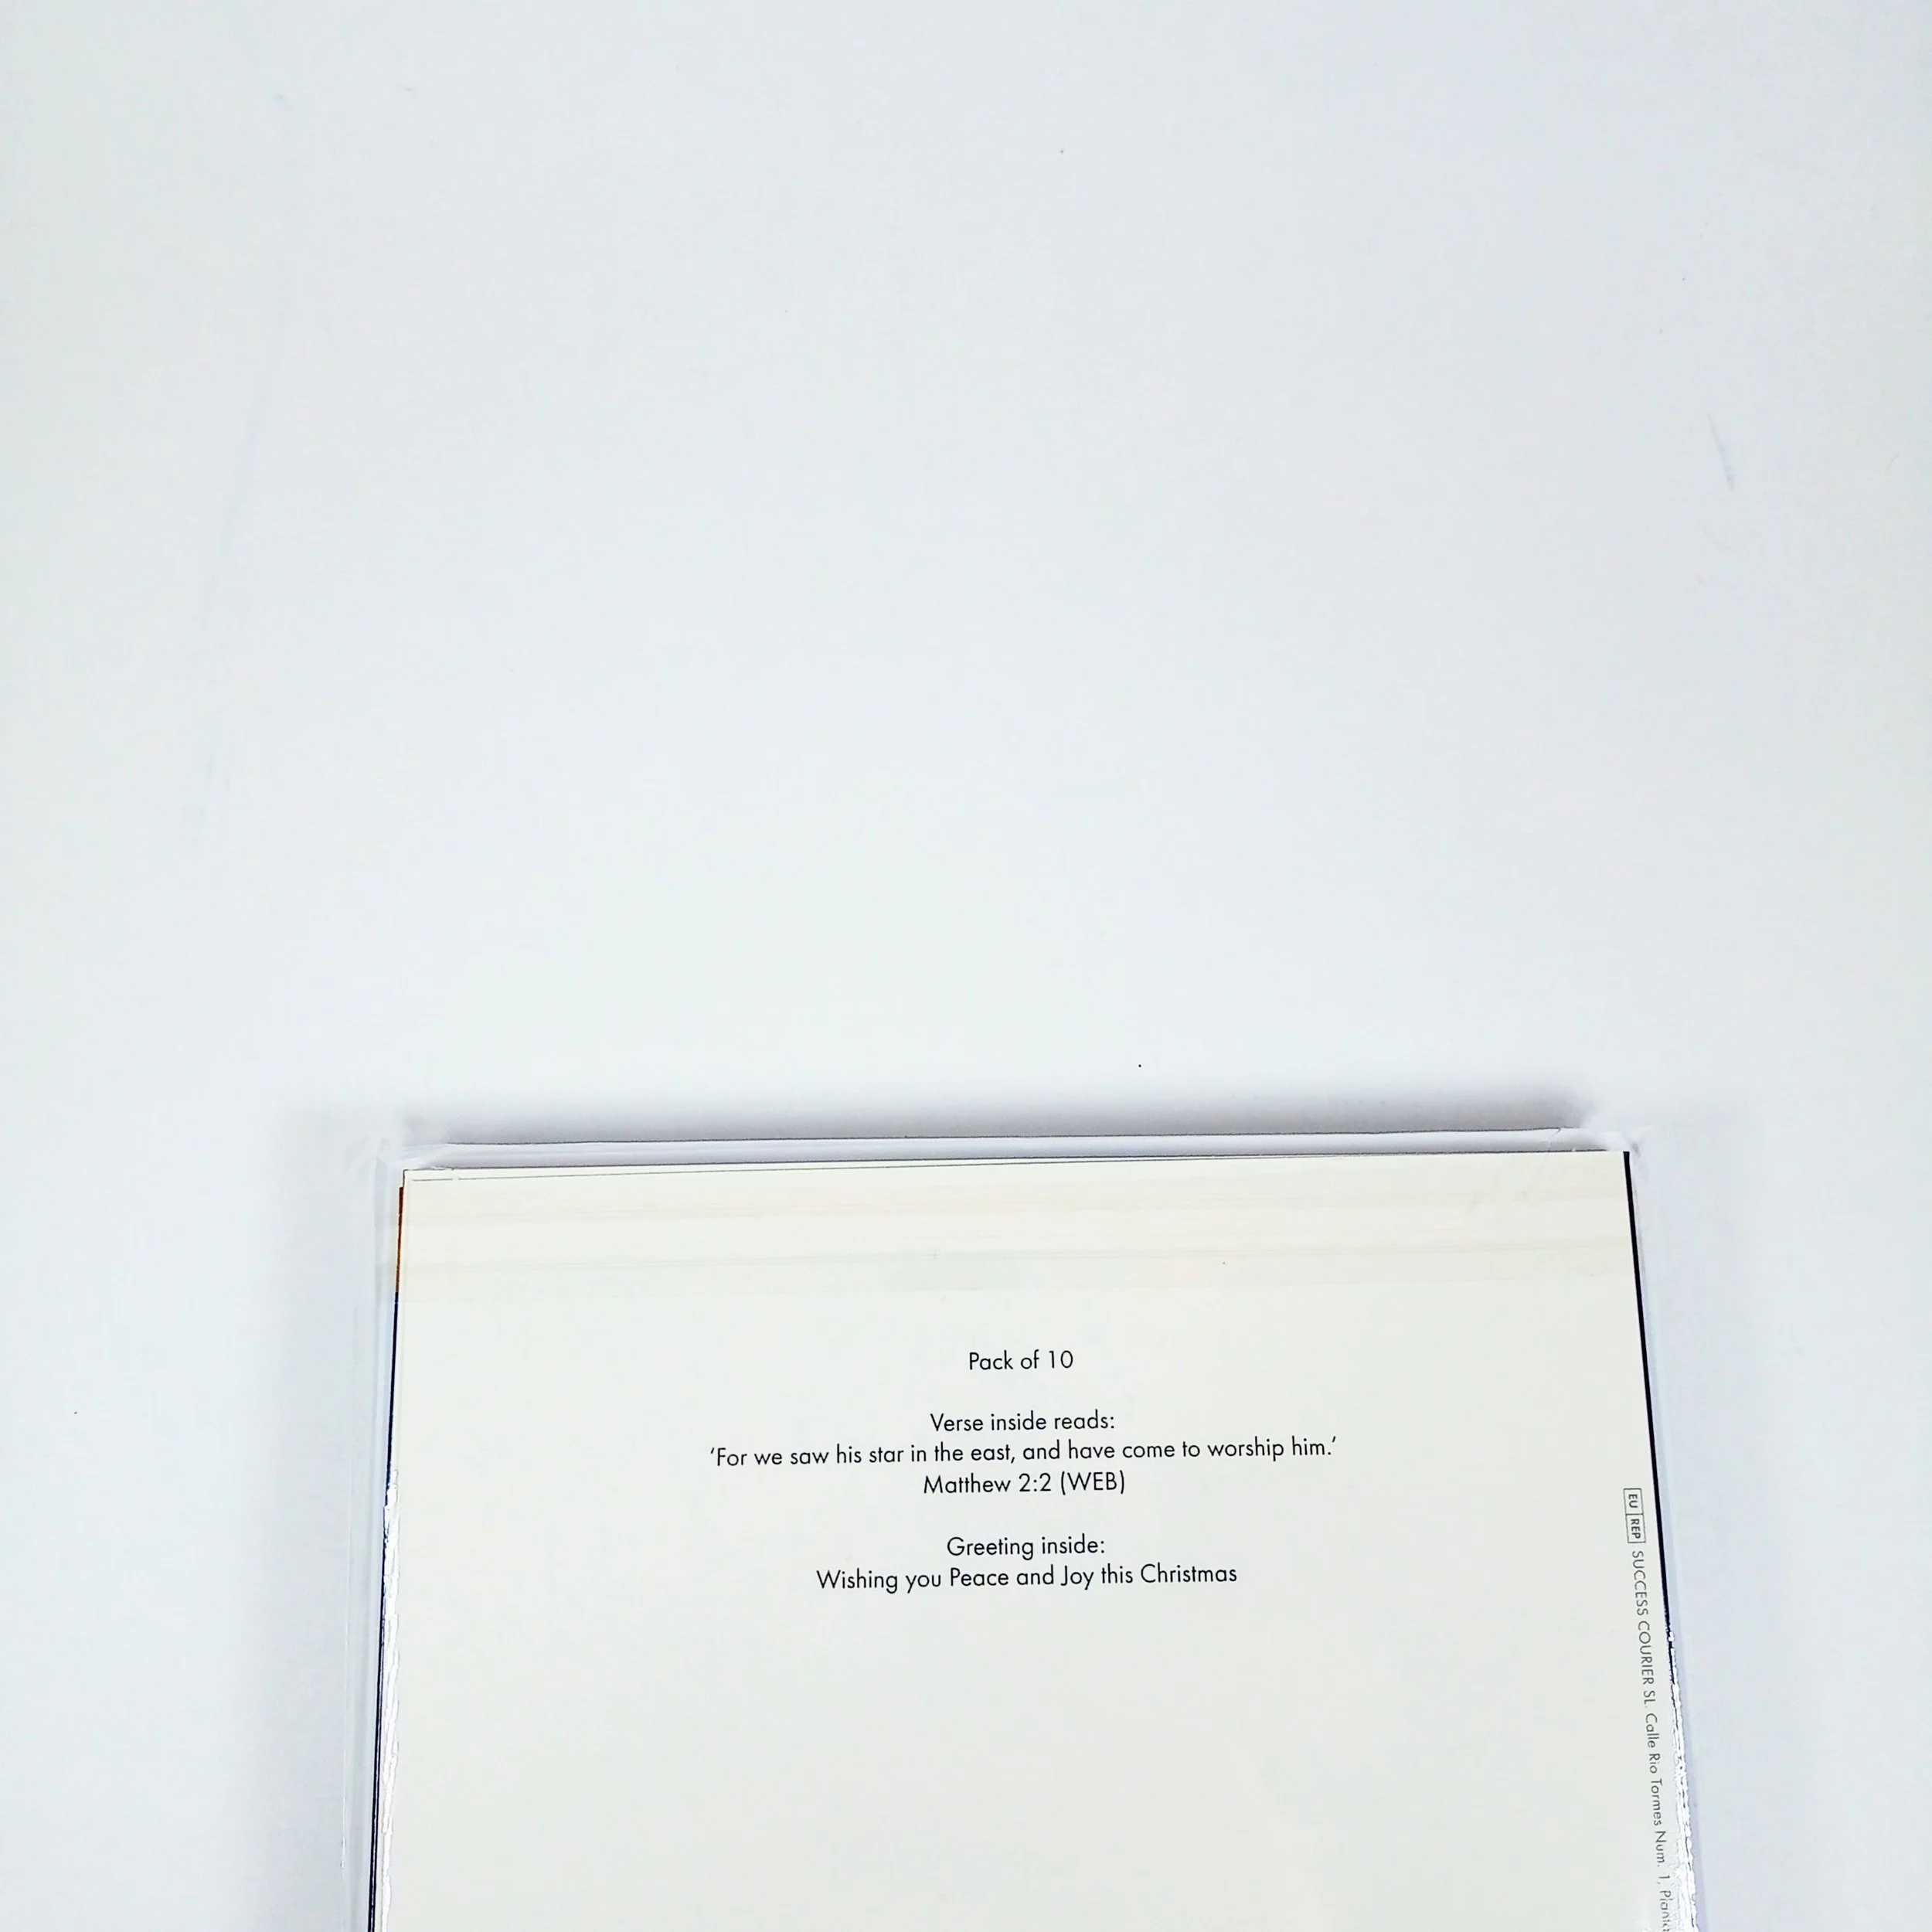 Pack of 10
Verse inside reads:
‘For we saw his star in the east, and have come to worship him.’
Matthew 2:2 (WEB)
Greeting inside:
Wishing you Peace and Joy this Christmas
EU REP SUCCESS COURIER SL. Calle Rio Tormes Num. 1, Planta